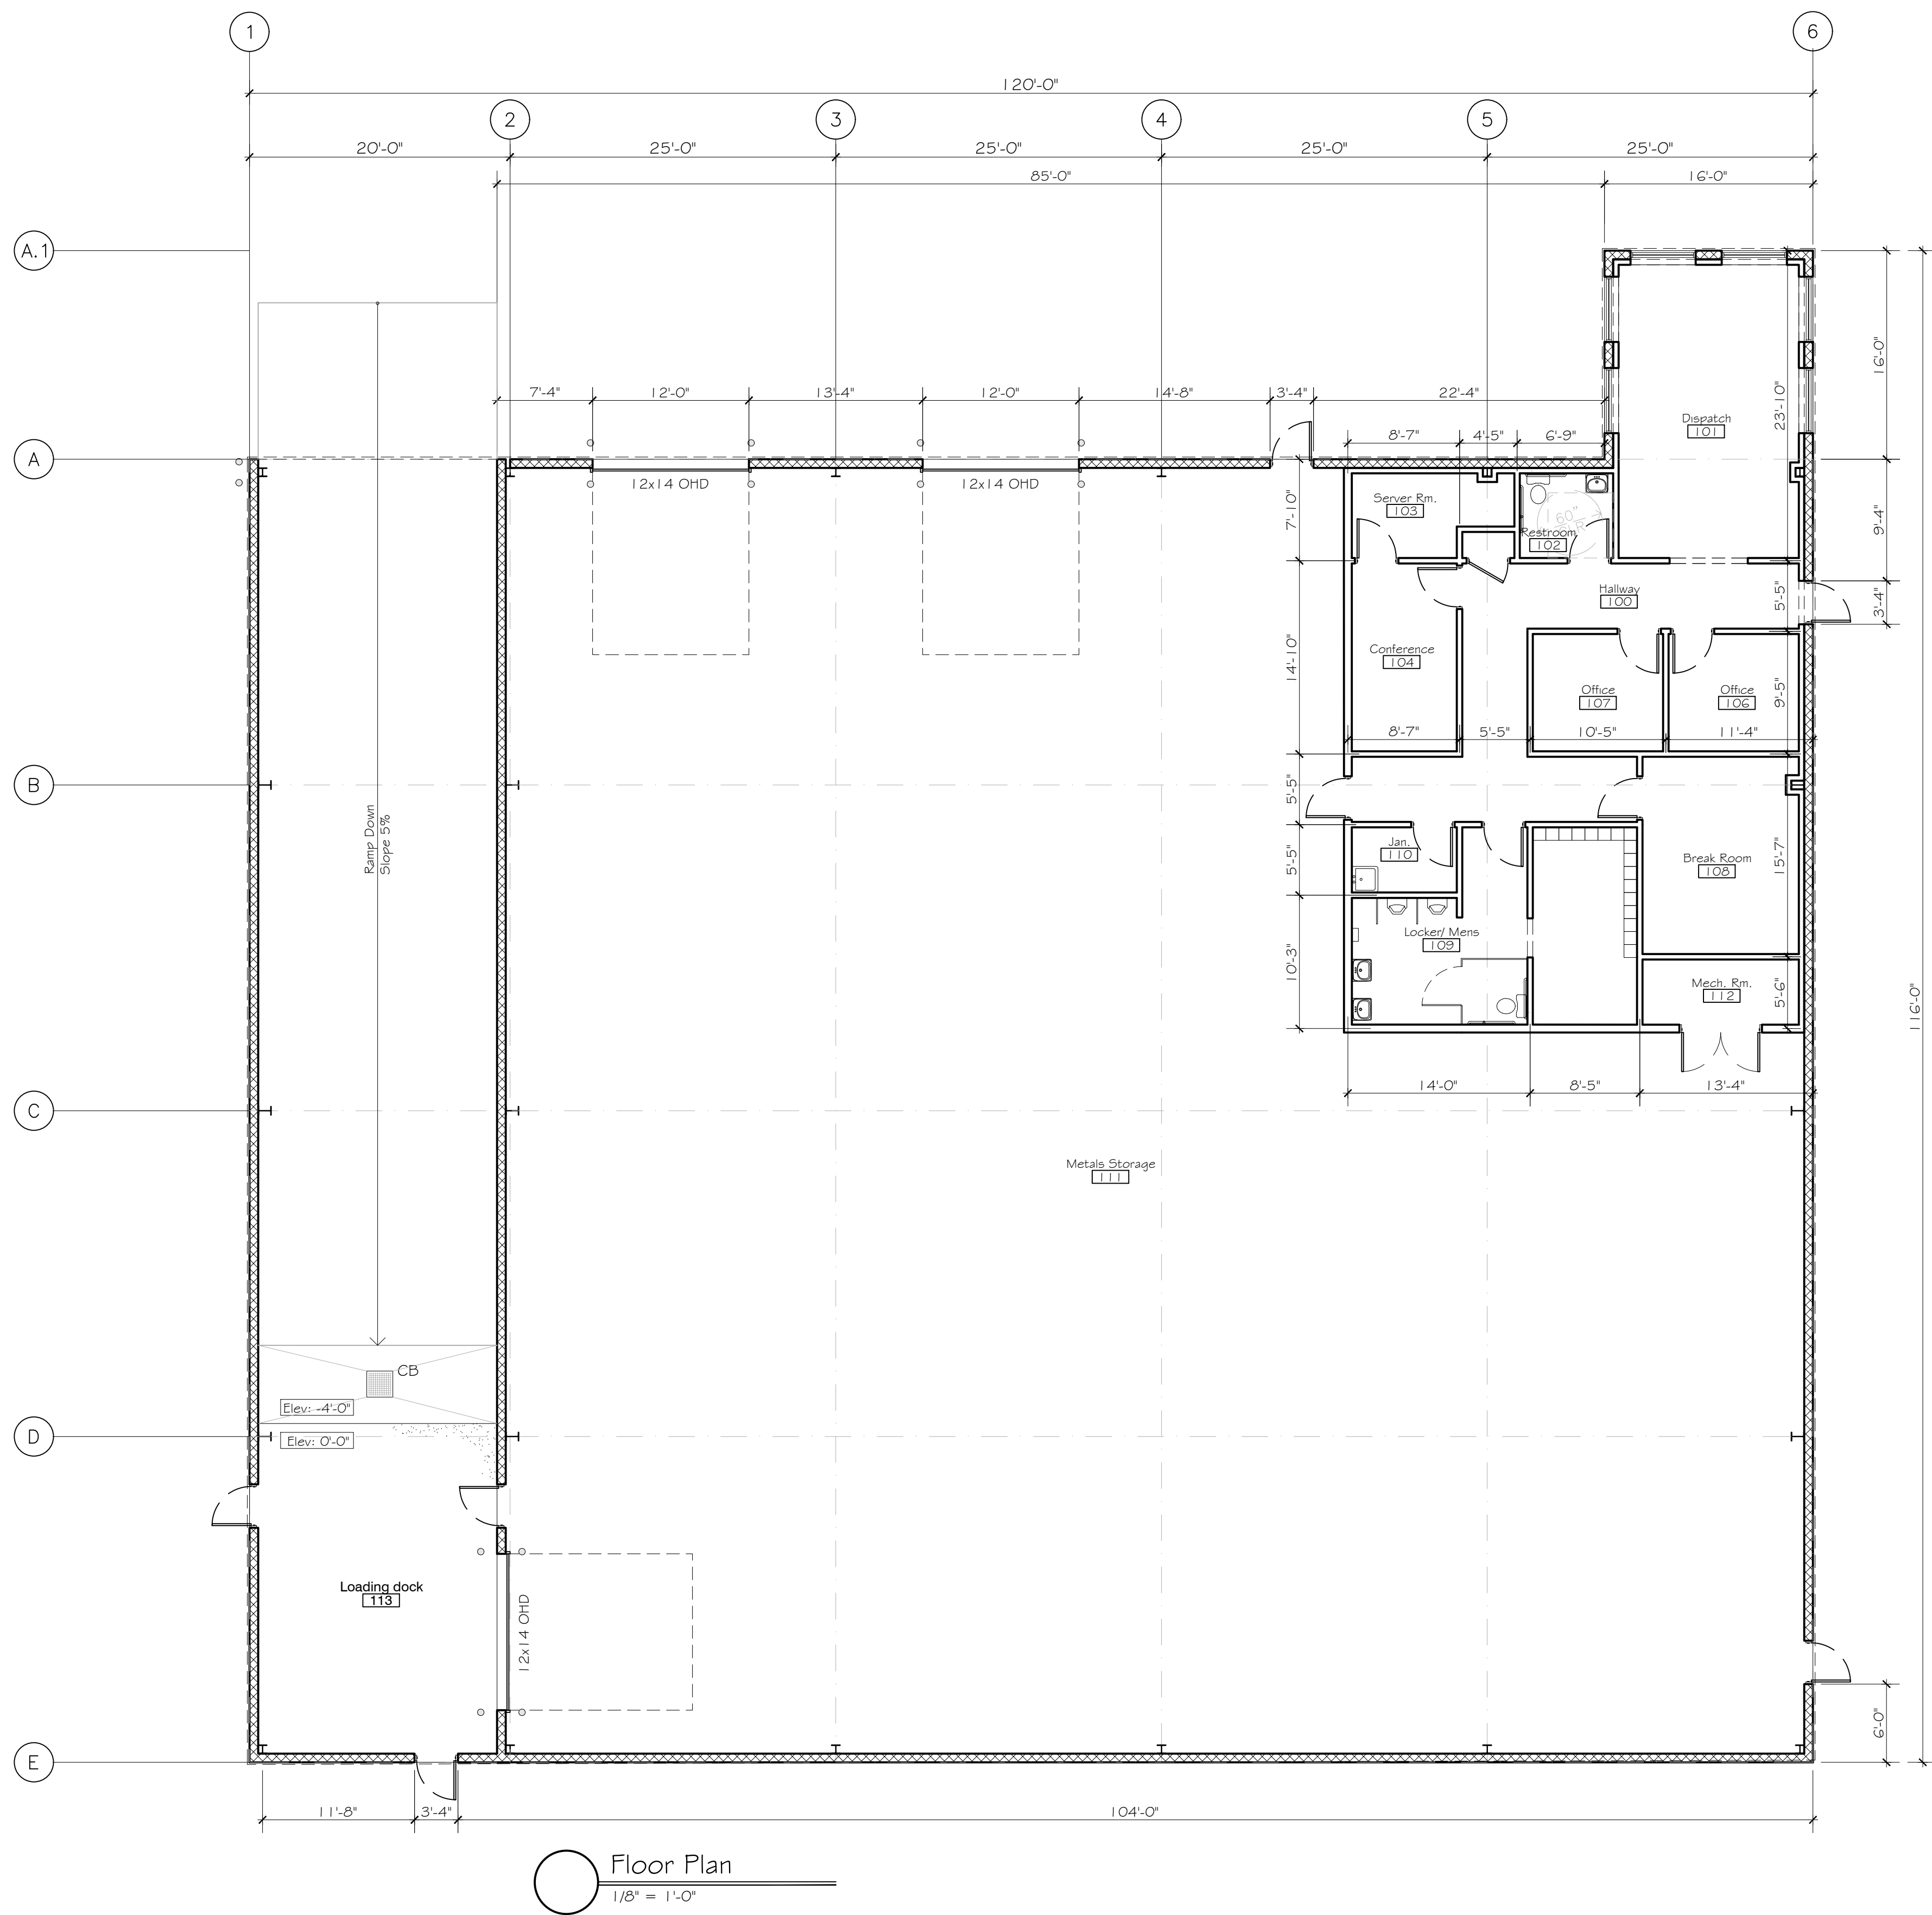 1
6
120'-0"
2
3
4
5
20'-0"
25'-0"
25'-0"
25'-0"
25'-0"
85'-0"
16'-0"
A.1
16'-0"
7'-4"
12'-0"
13'-4"
12'-0"
14'-8"
3'-4"
22'-4"
23'-10"
Dispatch
101
8'-7"
4'-5"
6'-9"
A
12x14 OHD
12x14 OHD
7'-10"
Server Rm.
103
60"
Restroom
102
9'-4"
Hallway
100
5'-5"
3'-4"
14'-10"
Conference
104
Office
107
Office
106
9'-5"
8'-7"
5'-5"
10'-5"
11'-4"
B
5'-5"
Ramp Down
Slope 5%
5'-5"
Jan.
110
Break Room
108
15'-7"
Locker/ Mens
109
10'-3"
Mech. Rm.
112
5'-6"
116'-0"
14'-0"
8'-5"
13'-4"
C
Metals Storage
111
CB
Elev: -4'-0"
D
Elev: 0'-0"
Loading dock
113
12x14 OHD
6'-0"
E
11'-8"
3'-4"
104'-0"
Floor Plan
1/8" = 1'-0"